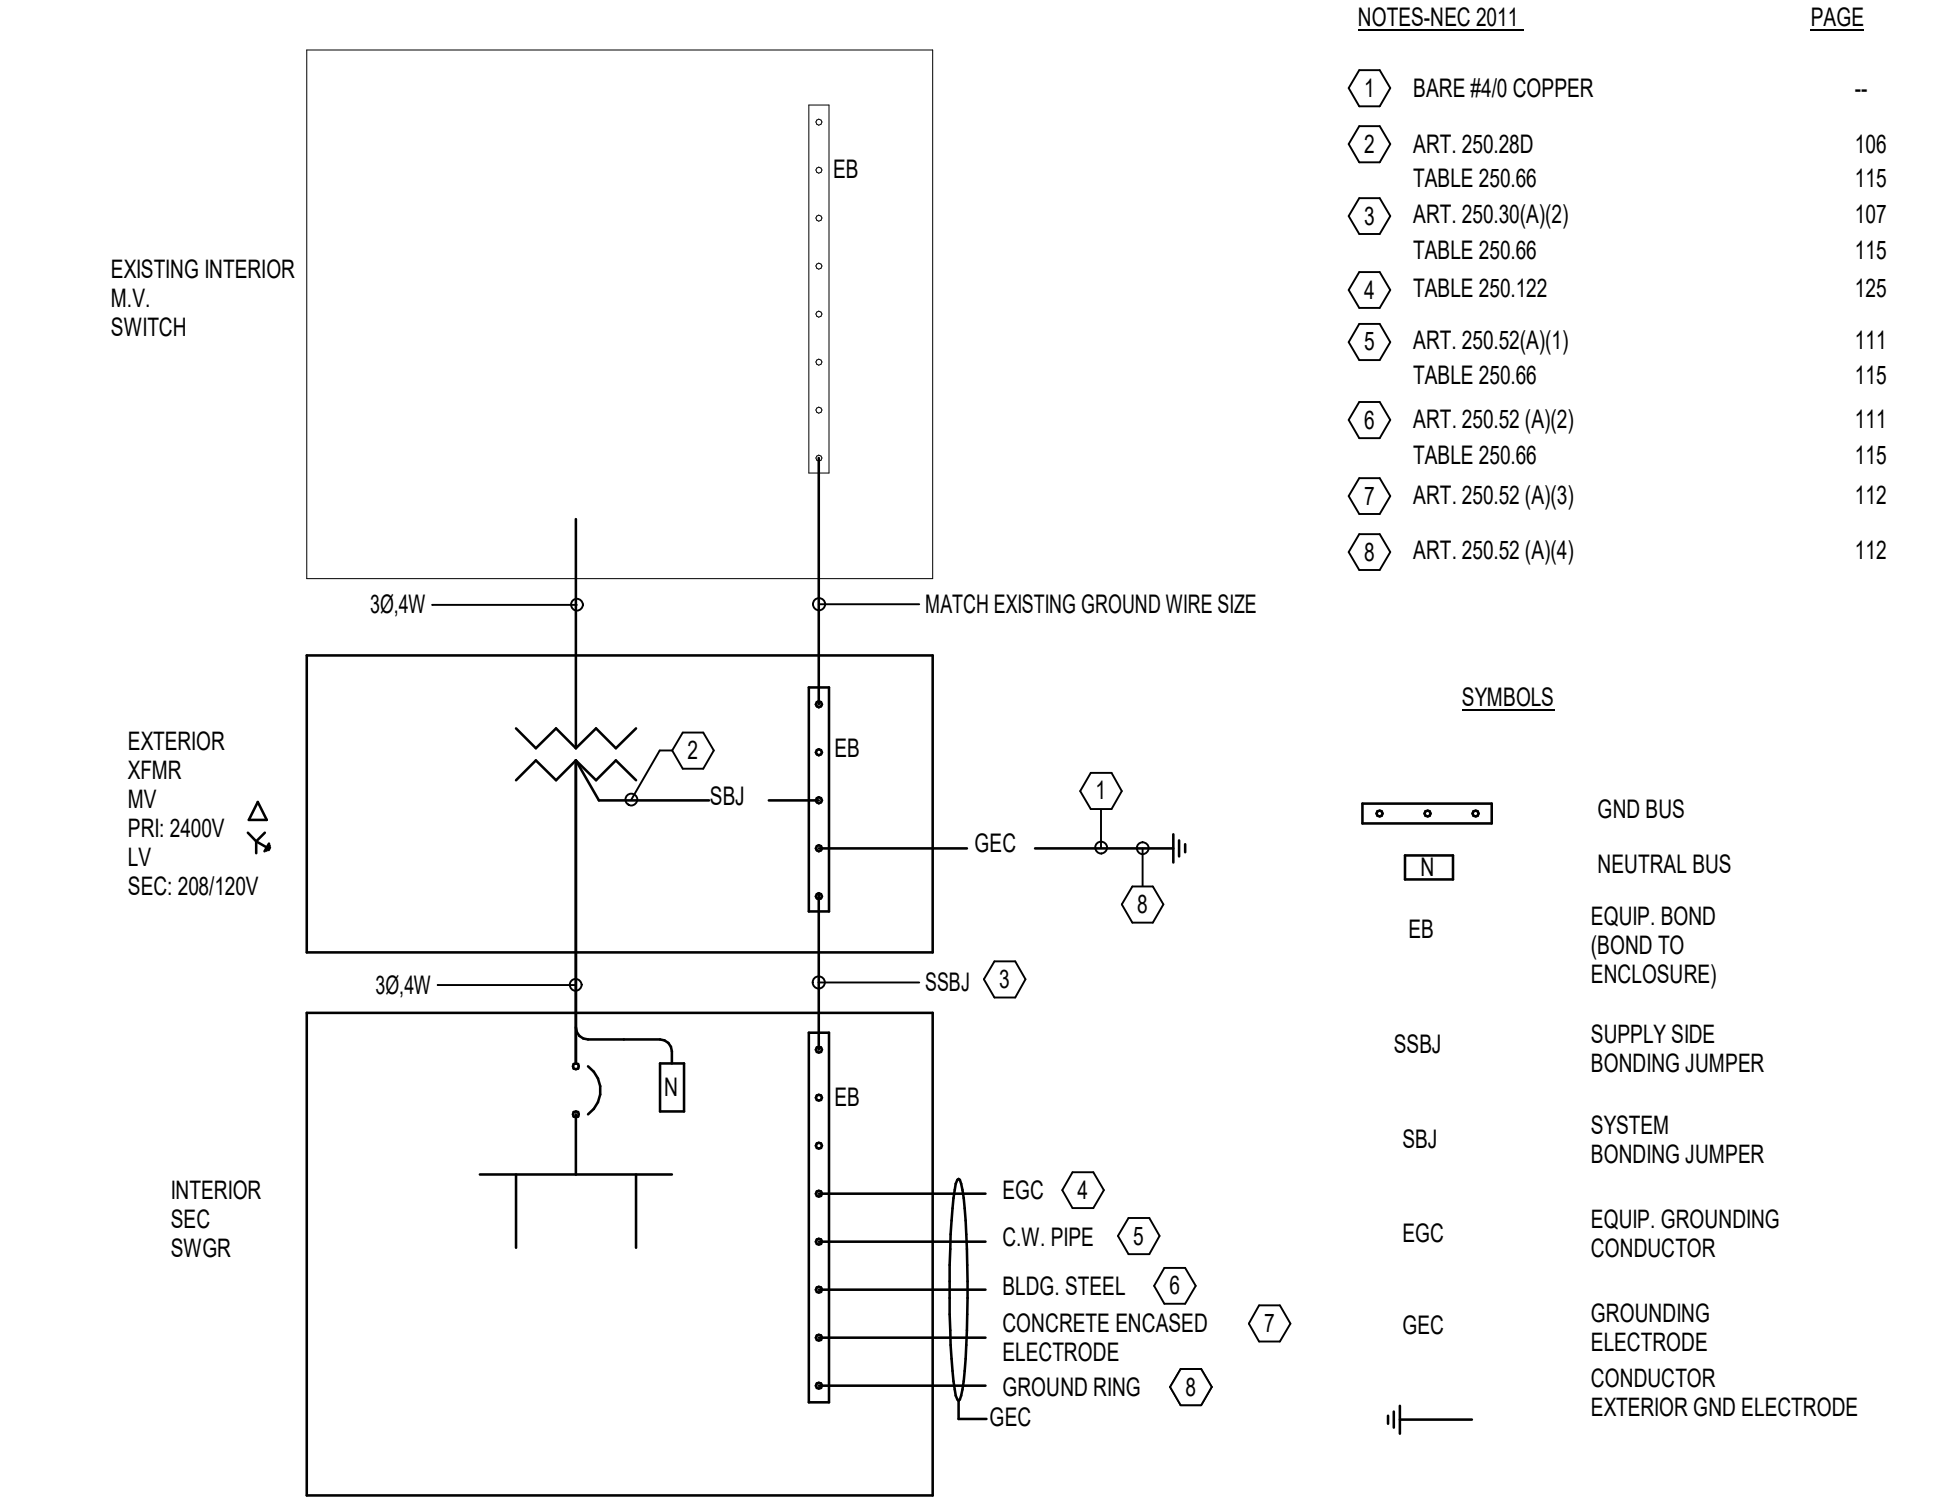 NOTES-NEC 2011 PAGE
1 BARE #4/0 COPPER --
2 ART. 250.28D 106
TABLE 250.66 115
3 ART. 250.30(A)(2) 107
TABLE 250.66 115
4 TABLE 250.122 125
5 ART. 250.52(A)(1) 111
TABLE 250.66 115
6 ART. 250.52 (A)(2) 111
TABLE 250.66 115
7 ART. 250.52 (A)(3) 112
8 ART. 250.52 (A)(4) 112
EB
EXISTING INTERIOR
M.V.
SWITCH
3Ø,4W
MATCH EXISTING GROUND WIRE SIZE
EXTERIOR
XFMR
MV
PRI: 2400V
LV
SEC: 208/120V
2
SBJ
EB
GEC
1
8
3Ø,4W
SSBJ 3
INTERIOR
SEC
SWGR
N
EB
EGC 4
C.W. PIPE 5
BLDG. STEEL 6
CONCRETE ENCASED 7
ELECTRODE
GROUND RING 8
GEC
SYMBOLS
GND BUS
N NEUTRAL BUS
EB EQUIP. BOND
(BOND TO
ENCLOSURE)
SSBJ SUPPLY SIDE
BONDING JUMPER
SBJ SYSTEM
BONDING JUMPER
EGC EQUIP. GROUNDING
CONDUCTOR
GEC GROUNDING
ELECTRODE
CONDUCTOR
EXTERIOR GND ELECTRODE